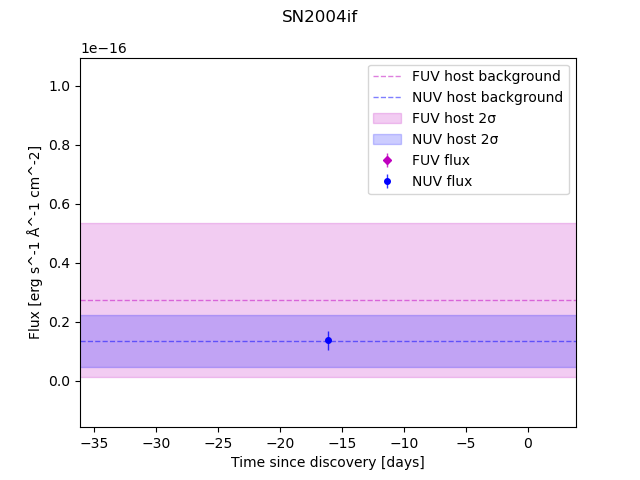 SN2004if
1e−16
FUV host background
NUV host background
FUV host 2σ
NUV host 2σ
FUV flux
NUV flux
1.0
0.8
0.6
0.4
0.2
0.0
Flux [erg s^-1 Å^-1 cm^-2]
−35 −30 −25 −20 −15 −10 −5 0
Time since discovery [days]